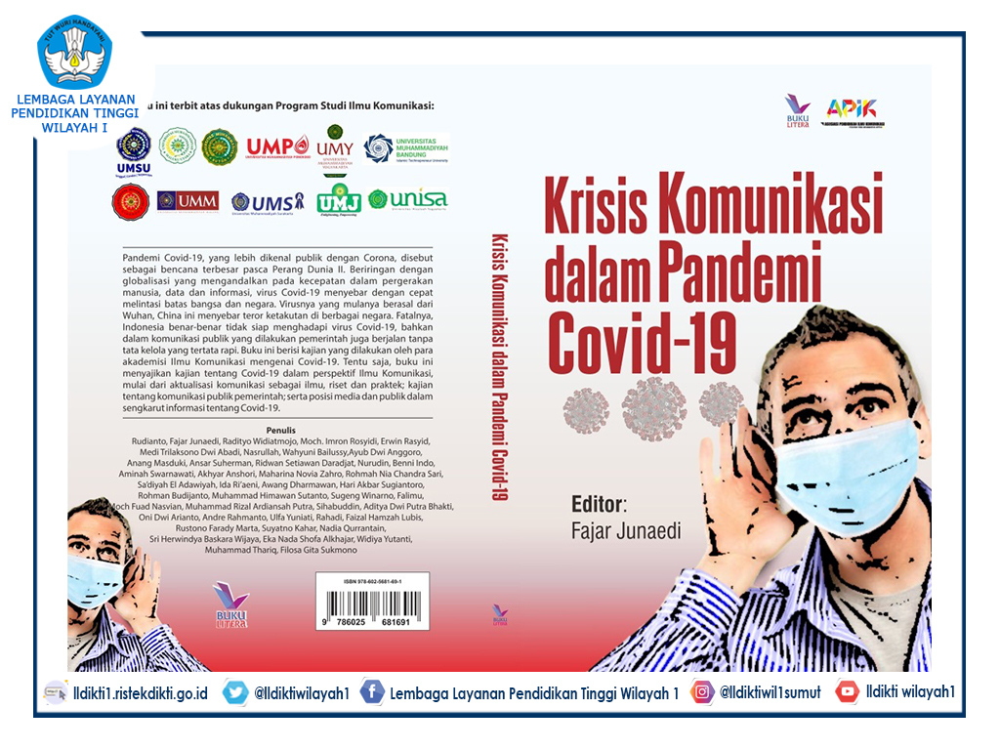 TUT WURI HANDAYANI
LEMBAGA LAYANAN
PENDIDIKAN TINGGI
WILAYAH I
u ini terbit atas dukungan Program Studi Ilmu Komunikasi:
UMSU
UMPO
UMY
UNIVERSITAS
MUHAMMADIYAH
BANDUNG
Islamic Technopreneur University
UMM
UMS
UMJ
unisa
Pandemi Covid-19, yang lebih dikenal publik dengan Corona, disebut
sebagai bencana terbesar pasca Perang Dunia II. Beriringan dengan
globalisasi yang mengandalkan pada kecepatan dalam pergerakan
manusia, data dan informasi, virus Covid-19 menyebar dengan cepat
melintasi batas bangsa dan negara. Virusnya yang mulanya berasal dari
Wuhan, China ini menyebar teror ketakutan di berbagai negara. Fatalnya,
Indonesia benar-benar tidak siap menghadapi virus Covid-19, bahkan
dalam komunikasi publik yang dilakukan pemerintah juga berjalan tanpa
tata kelola yang tertata rapi. Buku ini berisi kajian yang dilakukan oleh para
akademisi Ilmu Komunikasi mengenai Covid-19. Tentu saja, buku ini
menyajikan kajian tentang Covid-19 dalam perspektif Ilmu Komunikasi,
mulai dari aktualisasi komunikasi sebagai ilmu, riset dan praktek; kajian
tentang komunikasi publik pemerintah; serta posisi media dan publik dalam
sengkarut informasi tentang Covid-19.
Penulis
Rudianto, Fajar Junaedi, Radityo Widiatmojo, Moch. Imron Rosyidi, Erwin Rasyid,
Medi Trilaksono Dwi Abadi, Nasrullah, Wahyuni Bailussy,Ayub Dwi Anggoro,
Anang Masduki, Ansar Suherman, Ridwan Setiawan Daradjat, Nurudin, Benni Indo,
Aminah Swarnawati, Akhyar Anshori, Maharina Novia Zahro, Rohmah Nia Chandra Sari,
Sa'diyah El Adawiyah, Ida Ri'aeni, Awang Dharmawan, Hari Akbar Sugiantoro,
Rohman Budijanto, Muhammad Himawan Sutanto, Sugeng Winarno, Falimu,
Moch Fuad Nasvian, Muhammad Rizal Ardiansah Putra, Sihabuddin, Aditya Dwi Putra Bhakti,
Oni Dwi Arianto, Andre Rahmanto, Ulfa Yuniati, Rahadi, Faizal Hamzah Lubis,
Rustono Farady Marta, Suyatno Kahar, Nadia Qurrantain,
Sri Herwindya Baskara Wijaya, Eka Nada Shofa Alkhajar, Widiya Yutanti,
Muhammad Thariq, Filosa Gita Sukmono
BUKU
LITERA
ISBN 978-602-5681-69-1
9 786025 681691
Krisis Komunikasi dalam Pandemi Covid-19
BUKU
LITERA
BUKU
LITERA
APIK
Krisis Komunikasi
dalam Pandemi
Covid-19
Editor:
Fajar Junaedi
lldikti1.ristekdikti.go.id
@lldiktiwilayah1
Lembaga Layanan Pendidikan Tinggi Wilayah 1
@lldiktiwil1sumut
lldikti wilayah1